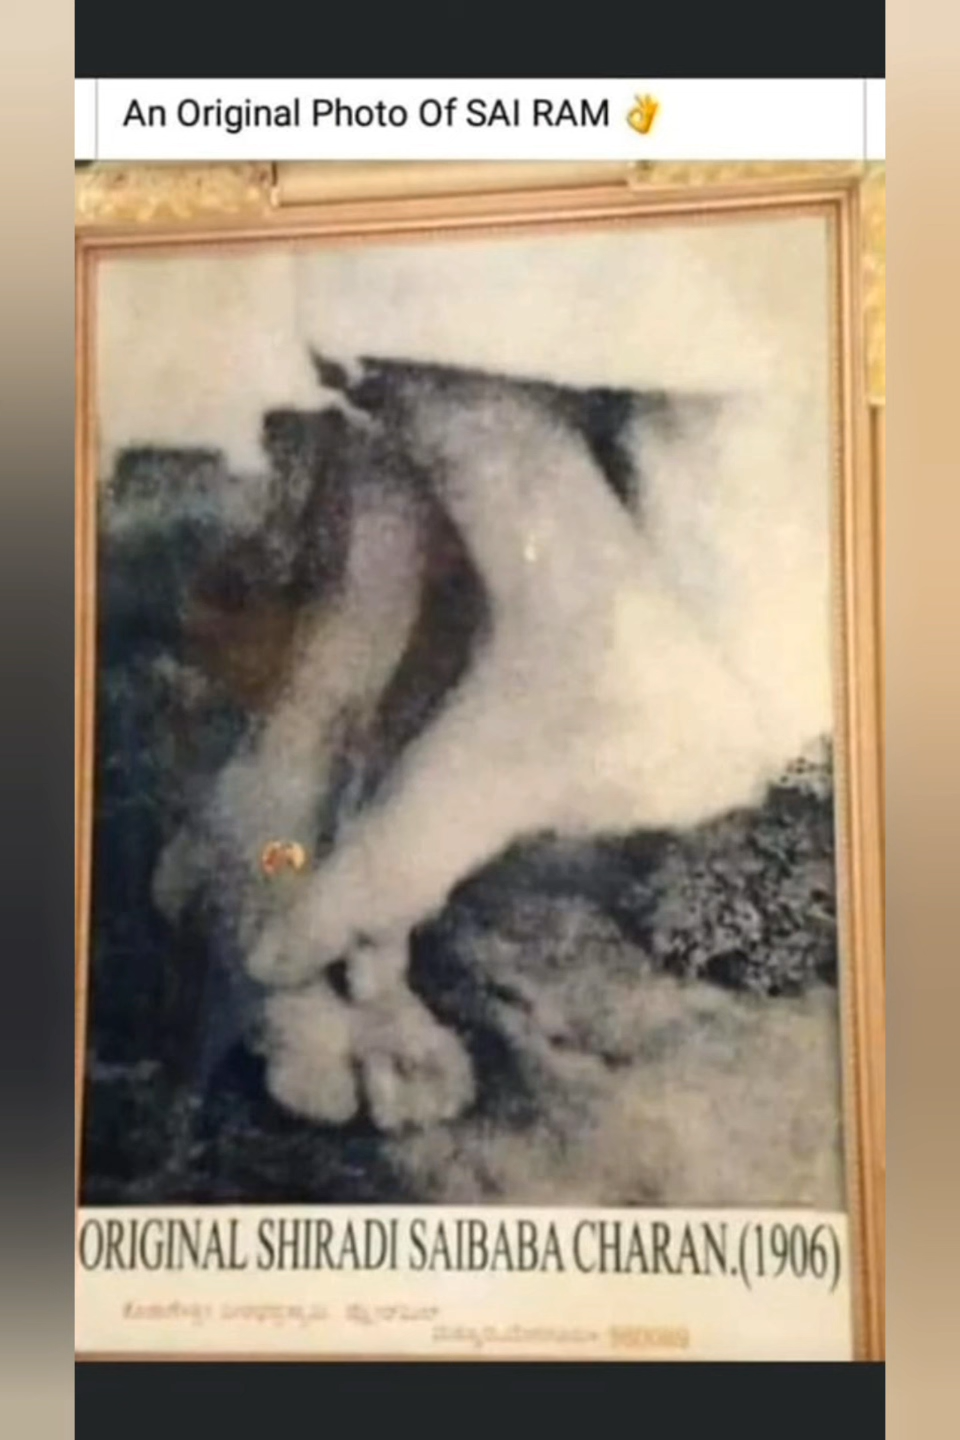 An Original Photo Of SAI RAM 👌
ORIGINAL SHIRADI SAIBABA CHARAN.(1906)